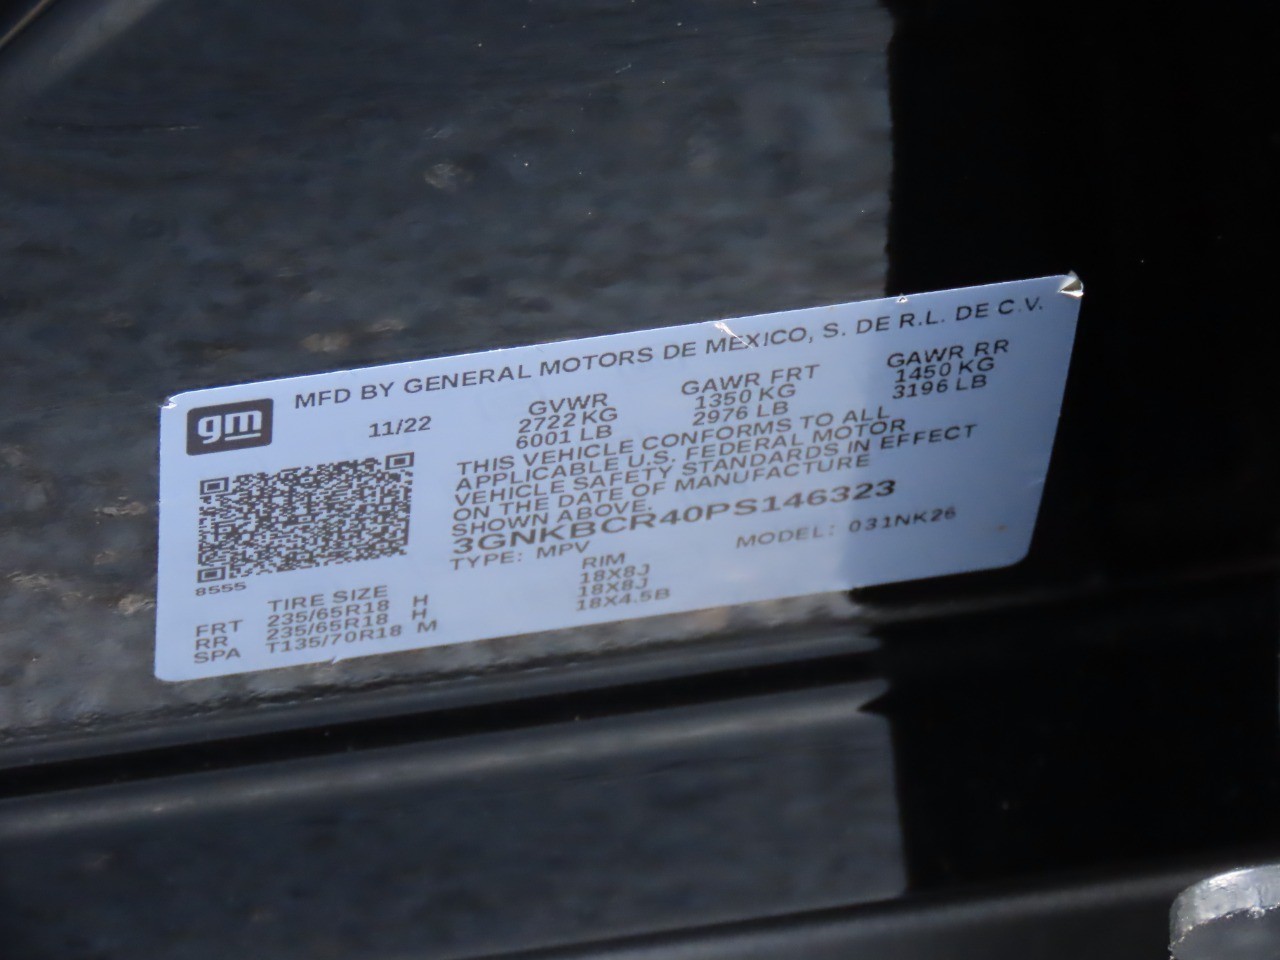 MFD BY GENERAL MOTORS DE MEXICO, S. DE R.L. DE C.V.
gm
11/22
GVWR GAWR FRT GAWR RR
2722 KG 1350 KG 1450 KG
6001 LB 2976 LB 3196 LB
THIS VEHICLE CONFORMS TO ALL
APPLICABLE U.S. FEDERAL MOTOR
VEHICLE SAFETY STANDARDS IN EFFECT
ON THE DATE OF MANUFACTURE
SHOWN ABOVE.
3GNKBCR40PS146323
TYPE: MPV MODEL: 031NK26
8555
TIRE SIZE RIM
FRT 235/65R18 H 18X8J
RR 235/65R18 H 18X8J
SPA T135/70R18 M 18X4.5B